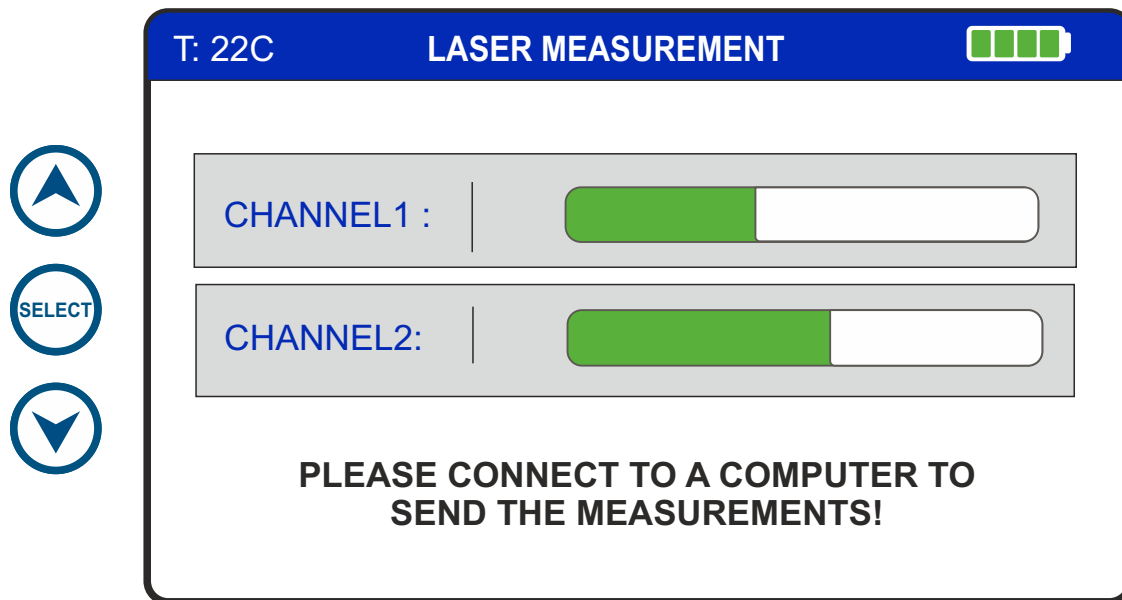 T: 22C
LASER MEASUREMENT
CHANNEL1 :
SELECT
CHANNEL2:
PLEASE CONNECT TO A COMPUTER TO
SEND THE MEASUREMENTS!